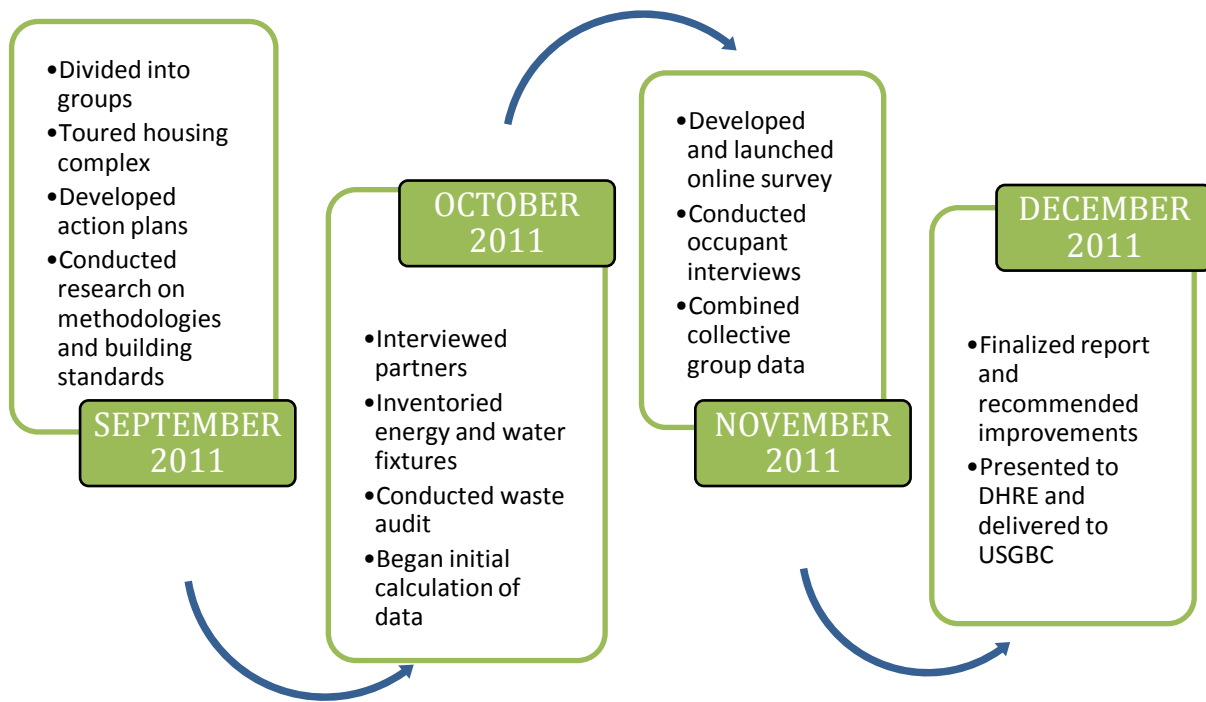 •Divided into
groups
•Toured housing
complex
•Developed
action plans
•Conducted
research on
methodologies
and building
standards
SEPTEMBER
2011
OCTOBER
2011
•Interviewed
partners
•Inventoried
energy and water
fixtures
•Conducted waste
audit
•Began initial
calculation of
data
•Developed
and launched
online survey
•Conducted
occupant
interviews
•Combined
collective
group data
NOVEMBER
2011
DECEMBER
2011
•Finalized report
and
recommended
improvements
•Presented to
DHRE and
delivered to
USGBC